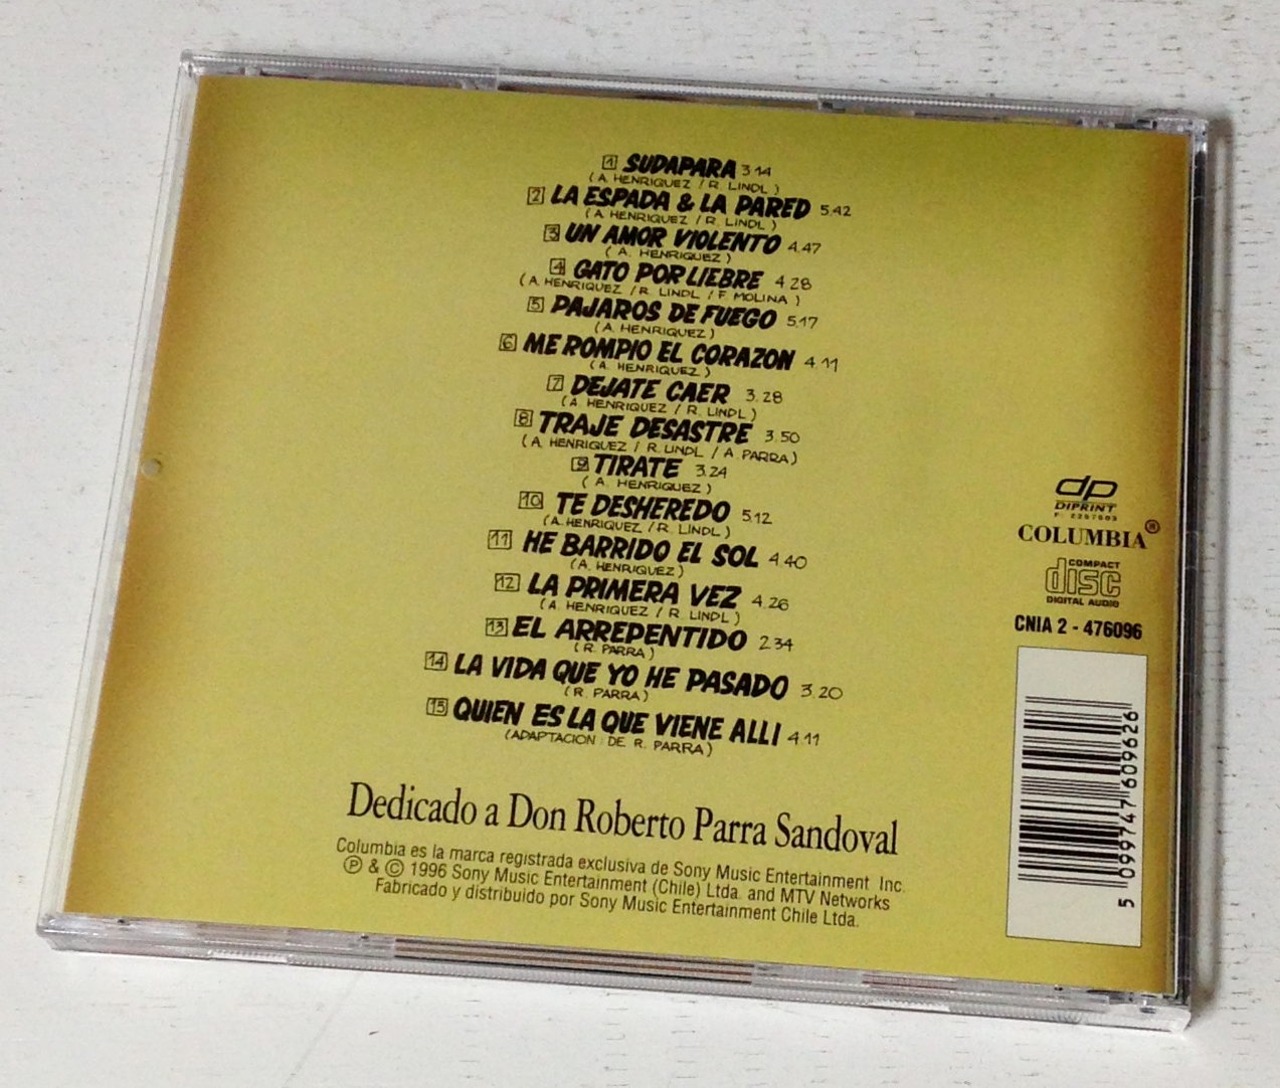 1 SUDAPARA 3 14
(A. HENRIQUEZ / R. LINDL)
2 LA ESPADA & LA PARED 5.42
(A. HENRIQUEZ / R. LINDL)
3 UN AMOR VIOLENTO 4.47
(A. HENRIQUEZ)
4 GATO POR LIEBRE 4 28
(A. HENRIQUEZ / R. LINDL / F. MOLINA)
5 PAJAROS DE FUEGO 5.17
(A. HENRIQUEZ)
6 ME ROMPIO EL CORAZON 4 11
(A. HENRIQUEZ)
7 DEJATE CAER 3.28
(A. HENRIQUEZ / R. LINDL)
8 TRAJE DESASTRE 3.50
(A. HENRIQUEZ / R. LINDL / A. PARRA)
9 TIRATE 3.24
(A. HENRIQUEZ)
10 TE DESHEREDO 5.12
(A. HENRIQUEZ / R. LINDL)
11 HE BARRIDO EL SOL 4.40
(A. HENRIQUEZ)
12 LA PRIMERA VEZ 4.26
(A. HENRIQUEZ / R. LINDL)
13 EL ARREPENTIDO 2.34
(R. PARRA)
14 LA VIDA QUE YO HE PASADO 3.20
(R. PARRA)
15 QUIEN ES LA QUE VIENE ALLI 4.11
(ADAPTACION DE R. PARRA)
Dedicado a Don Roberto Parra Sandoval
Columbia es la marca registrada exclusiva de Sony Music Entertainment Inc.
Ⓟ & © 1996 Sony Music Entertainment (Chile) Ltda. and MTV Networks
Fabricado y distribuido por Sony Music Entertainment Chile Ltda.
dp
DIPRINT
COLUMBIA®
COMPACT
disc
DIGITAL AUDIO
CNIA 2 - 476096
5 099747 609626